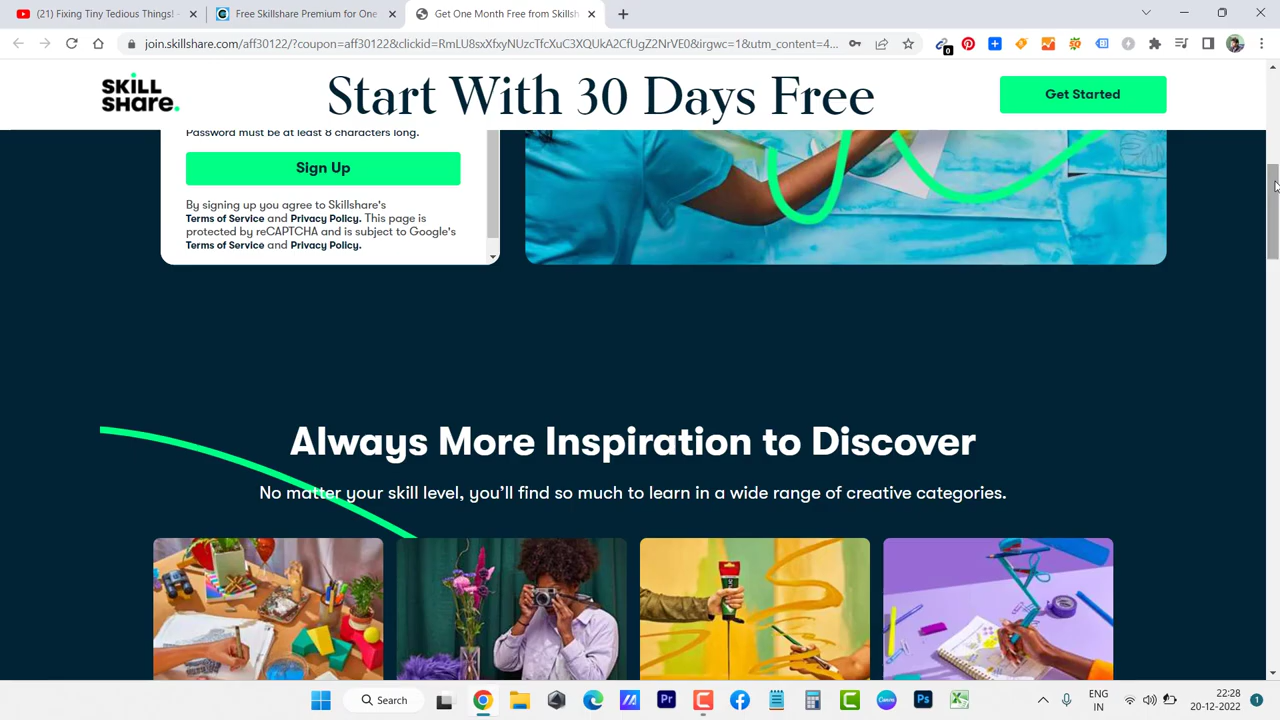 (21) Fixing Tiny Tedious Things! -
Free Skillshare Premium for One
Get One Month Free from Skillsh
join.skillshare.com/aff30122/?coupon=aff30122&clickid=
0
SKILL
SHARE.
Start With 30 Days Free
Get Started
Password must be at least 8 characters long.
Sign Up
By signing up you agree to Skillshare's
Terms of Service and Privacy Policy. This page is
protected by reCAPTCHA and is subject to Google's
Terms of Service and Privacy Policy.
Always More Inspiration to Discover
No matter your skill level, you'll find so much to learn in a wide range of creative categories.
Search
Pr
Ps
ENG
IN
22:28
20-12-2022
1